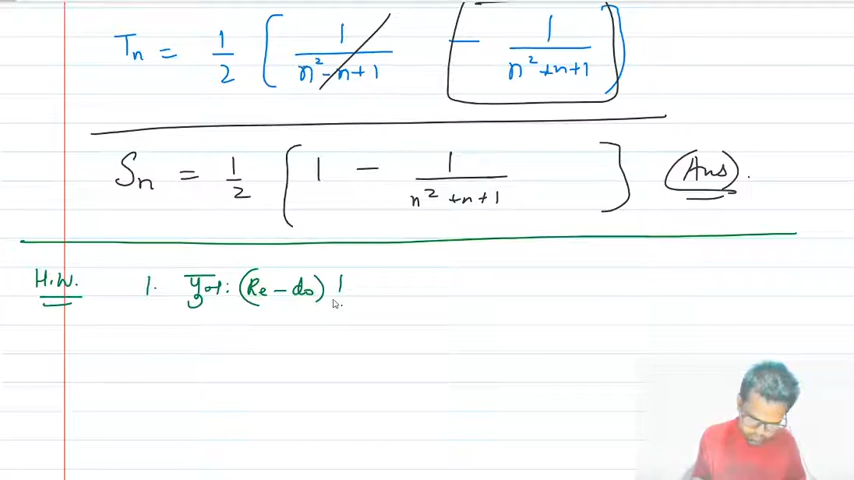 Tn = 1/2 [ 1/(n²-n+1) - 1/(n²+n+1) ]
Sn = 1/2 [ 1 - 1/(n²+n+1) ] (Ans).
H.W. 1. (Re-do) 1